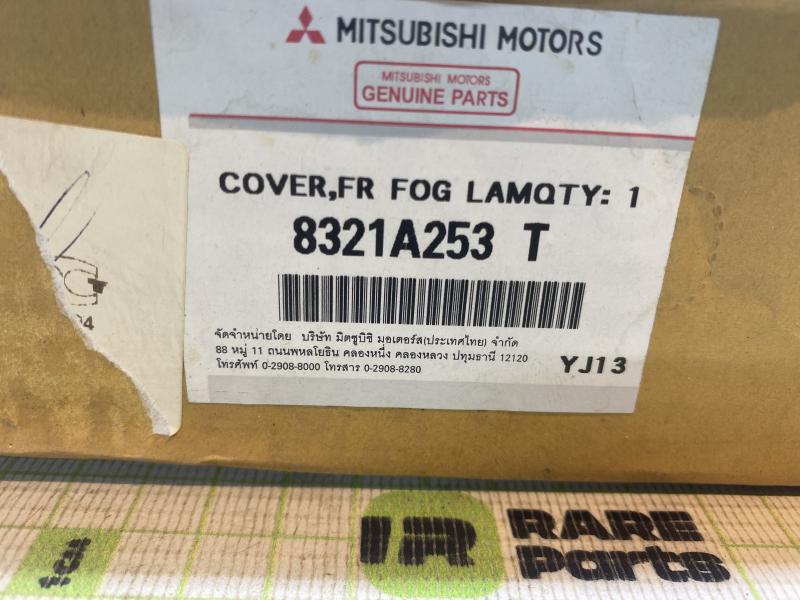 MITSUBISHI MOTORS
MITSUBISHI MOTORS
GENUINE PARTS
COVER,FR FOG LAMQTY: 1
8321A253 T
จัดจำหน่ายโดย บริษัท มิตซูบิชิ มอเตอร์ส(ประเทศไทย) จำกัด
88 หมู่ 11 ถนนพหลโยธิน คลองหนึ่ง คลองหลวง ปทุมธานี 12120
โทรศัพท์ 0-2908-8000 โทรสาร 0-2908-8280
YJ13
IR RARE
Parts